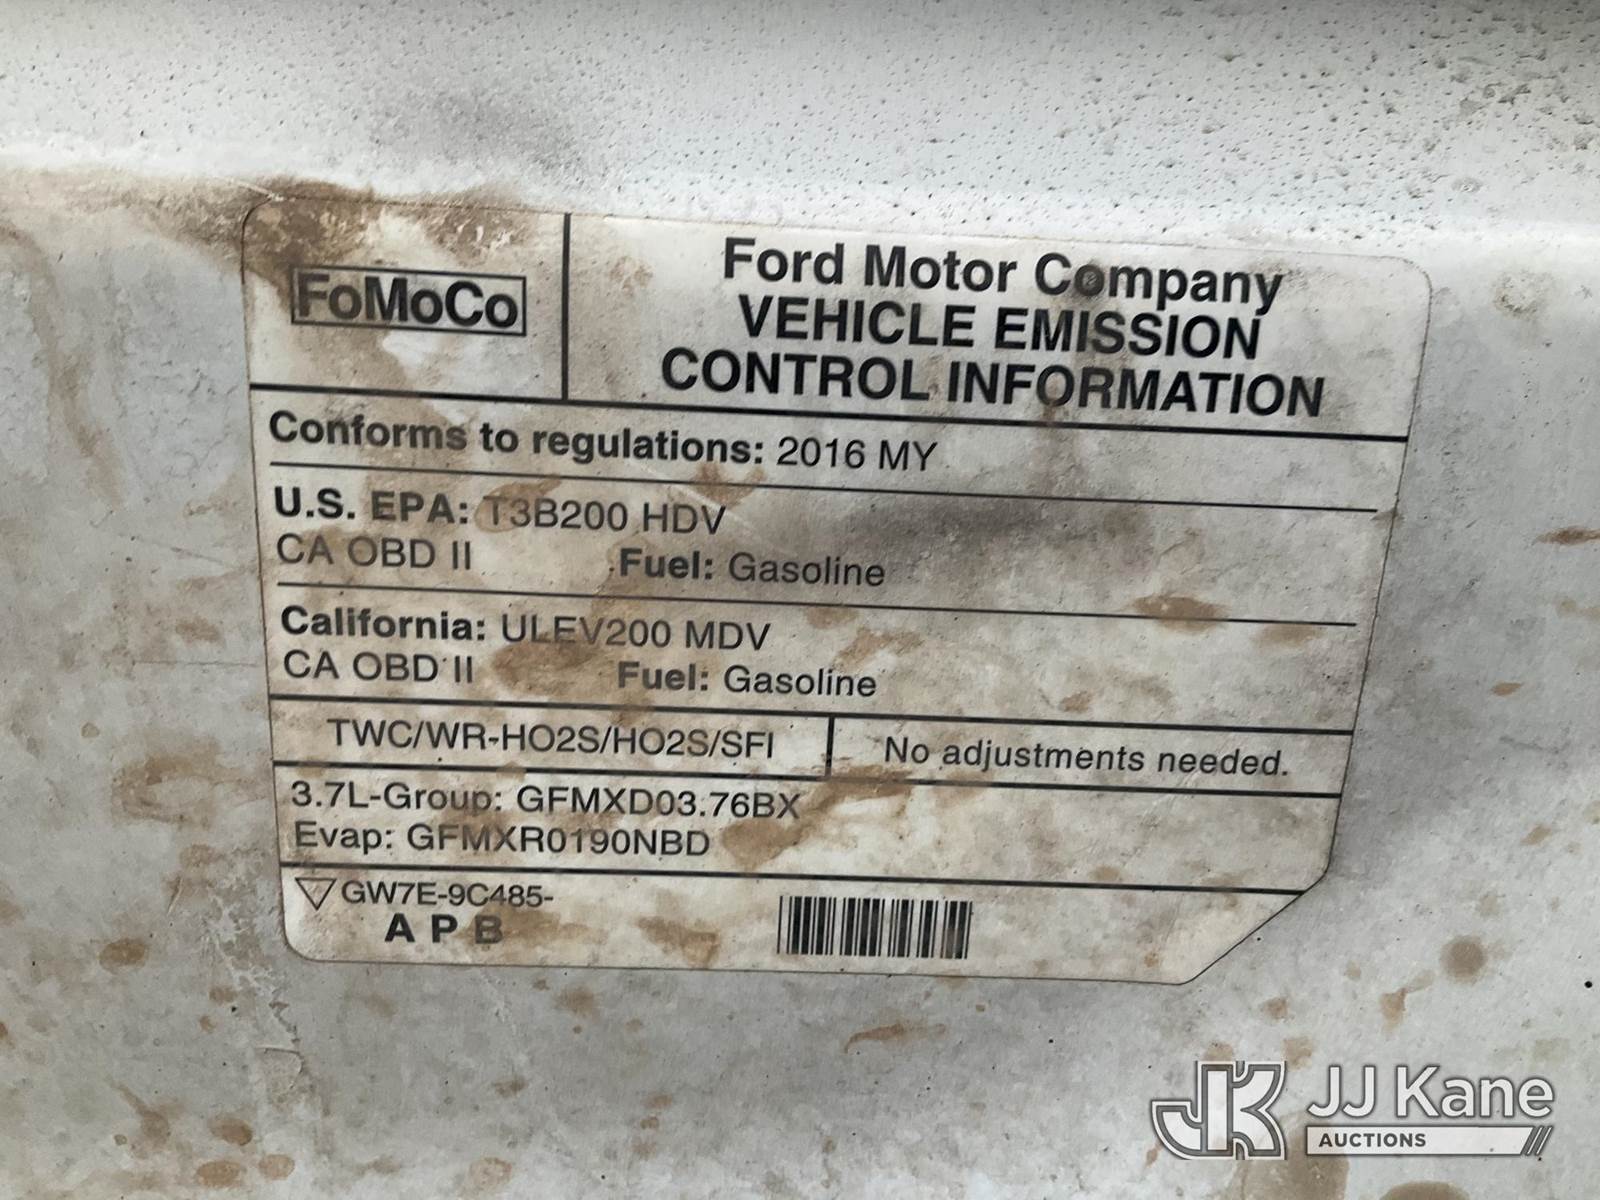 FoMoCo
Ford Motor Company
VEHICLE EMISSION
CONTROL INFORMATION
Conforms to regulations: 2016 MY
U.S. EPA: T3B200 HDV
CA OBD II Fuel: Gasoline
California: ULEV200 MDV
CA OBD II Fuel: Gasoline
TWC/WR-HO2S/HO2S/SFI No adjustments needed.
3.7L-Group: GFMXD03.76BX
Evap: GFMXR0190NBD
GW7E-9C485-
A P B
JK JJ Kane
AUCTIONS